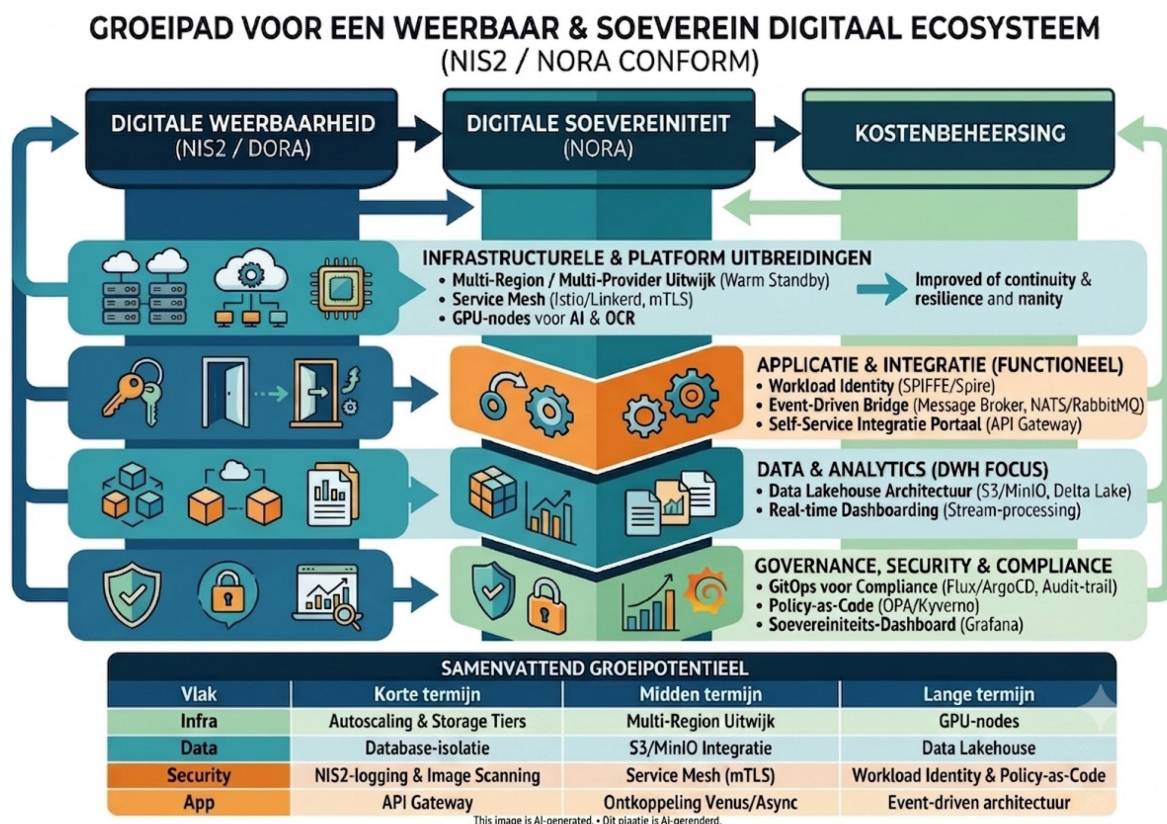 GROEIPAD VOOR EEN WEERBAAR & SOEVEREIN DIGITAAL ECOSYSTEEM
(NIS2 / NORA CONFORM)
DIGITALE WEERBAARHEID
(NIS2 / DORA)
DIGITALE SOEVEREINITEIT
(NORA)
KOSTENBEHEERSING
INFRASTRUCTURELE & PLATFORM UITBREIDINGEN
• Multi-Region / Multi-Provider Uitwijk (Warm Standby)
• Service Mesh (Istio/Linkerd, mTLS)
• GPU-nodes voor AI & OCR
Improved of continuity &
resilience and nanity
APPLICATIE & INTEGRATIE (FUNCTIONEEL)
• Workload Identity (SPIFFE/Spire)
• Event-Driven Bridge (Message Broker, NATS/RabbitMQ)
• Self-Service Integratie Portaal (API Gateway)
DATA & ANALYTICS (DWH FOCUS)
• Data Lakehouse Architectuur (S3/MinIO, Delta Lake)
• Real-time Dashboarding (Stream-processing)
GOVERNANCE, SECURITY & COMPLIANCE
• GitOps voor Compliance (Flux/ArgoCD, Audit-trail)
• Policy-as-Code (OPA/Kyverno)
• Soevereiniteits-Dashboard (Grafana)
SAMENVATTEND GROEIPOTENTIEEL
Vlak Korte termijn Midden termijn Lange termijn
Infra Autoscaling & Storage Tiers Multi-Region Uitwijk GPU-nodes
Data Database-isolatie S3/MinIO Integratie Data Lakehouse
Security NIS2-logging & Image Scanning Service Mesh (mTLS) Workload Identity & Policy-as-Code
App API Gateway Ontkoppeling Venus/Async Event-driven architectuur
This image is AI-generated. • Dit plaatje is AI-gerenderd.